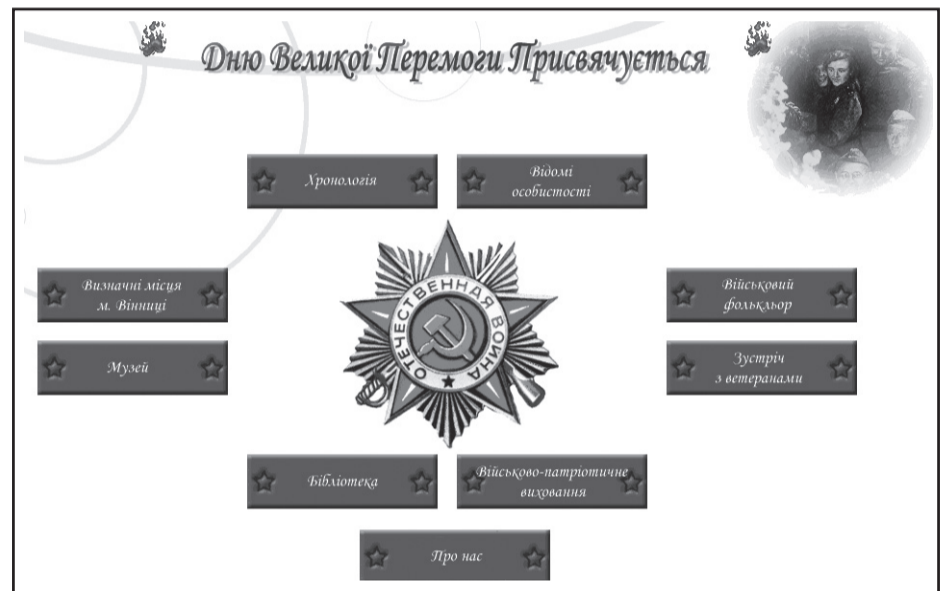 Дню Великої Перемоги Присвячується
Хронологія
Відомі
особистості
Визначні місця
м. Вінниці
Військовий
фольклор
ОТЕЧЕСТВЕННАЯ ВОЙНА
Музей
Зустріч
з ветеранами
Бібліотека
Військово-патріотичне
виховання
Про нас